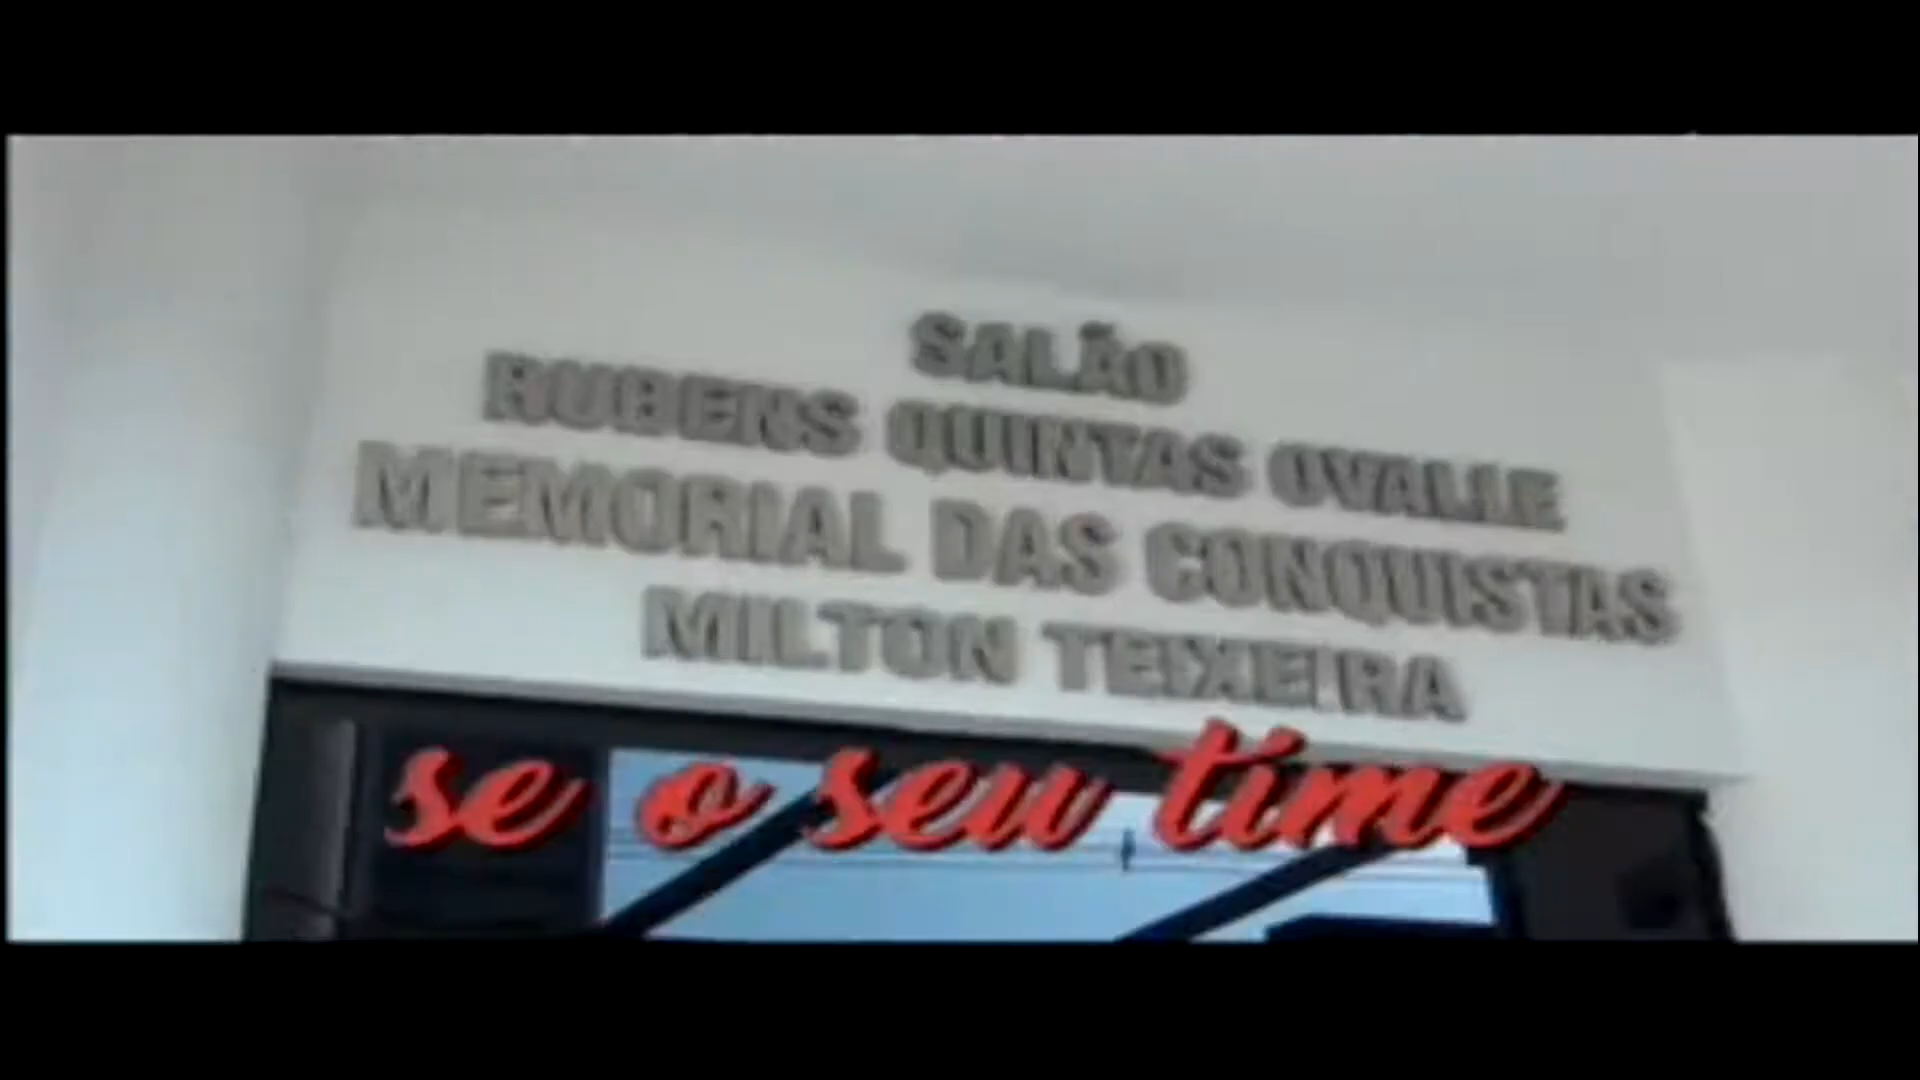 SALÃO
RUBENS QUINTAS OVALLE
MEMORIAL DAS CONQUISTAS
MILTON TEIXEIRA
se o seu time